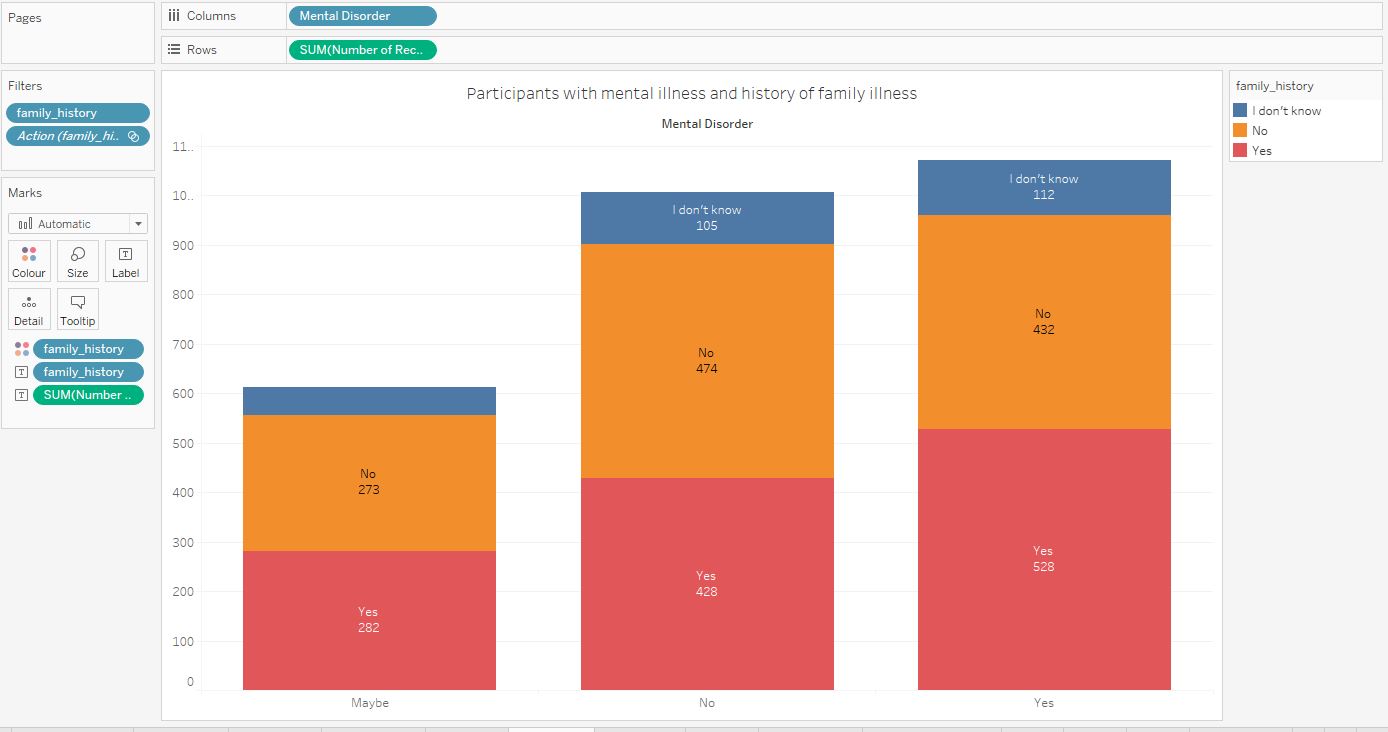 Pages
Columns
Mental Disorder
Rows
SUM(Number of Rec..
Filters
family_history
Action (family_hi..
Marks
Automatic
Colour
Size
Label
Detail
Tooltip
family_history
family_history
SUM(Number ..
Participants with mental illness and history of family illness
Mental Disorder
11..
10..
900
800
700
600
500
400
300
200
100
0
No
273
Yes
282
Maybe
I don't know
105
No
474
Yes
428
No
I don't know
112
No
432
Yes
528
Yes
family_history
I don't know
No
Yes